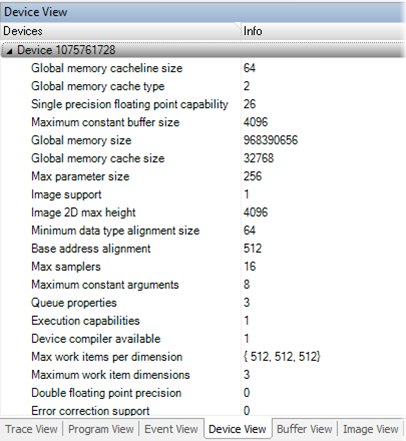 Device View
Devices Info
Device 1075761728
Global memory cacheline size 64
Global memory cache type 2
Single precision floating point capability 26
Maximum constant buffer size 4096
Global memory size 968390656
Global memory cache size 32768
Max parameter size 256
Image support 1
Image 2D max height 4096
Minimum data type alignment size 64
Base address alignment 512
Max samplers 16
Maximum constant arguments 8
Queue properties 3
Execution capabilities 1
Device compiler available 1
Max work items per dimension { 512, 512, 512}
Maximum work item dimensions 3
Double floating point precision 0
Error correction support 0
Trace View Program View Event View Device View Buffer View Image View